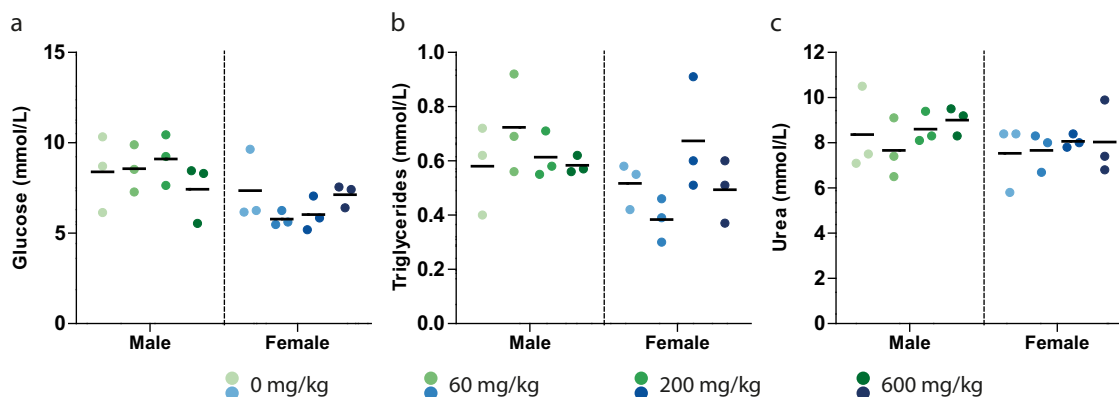 a
Glucose (mmol/L)
15
10
5
0
Male
Female
b
Triglycerides (mmol/L)
1.0
0.8
0.6
0.4
0.2
0.0
Male
Female
c
Urea (mmol/L)
12
10
8
6
4
2
0
Male
Female
0 mg/kg
60 mg/kg
200 mg/kg
600 mg/kg